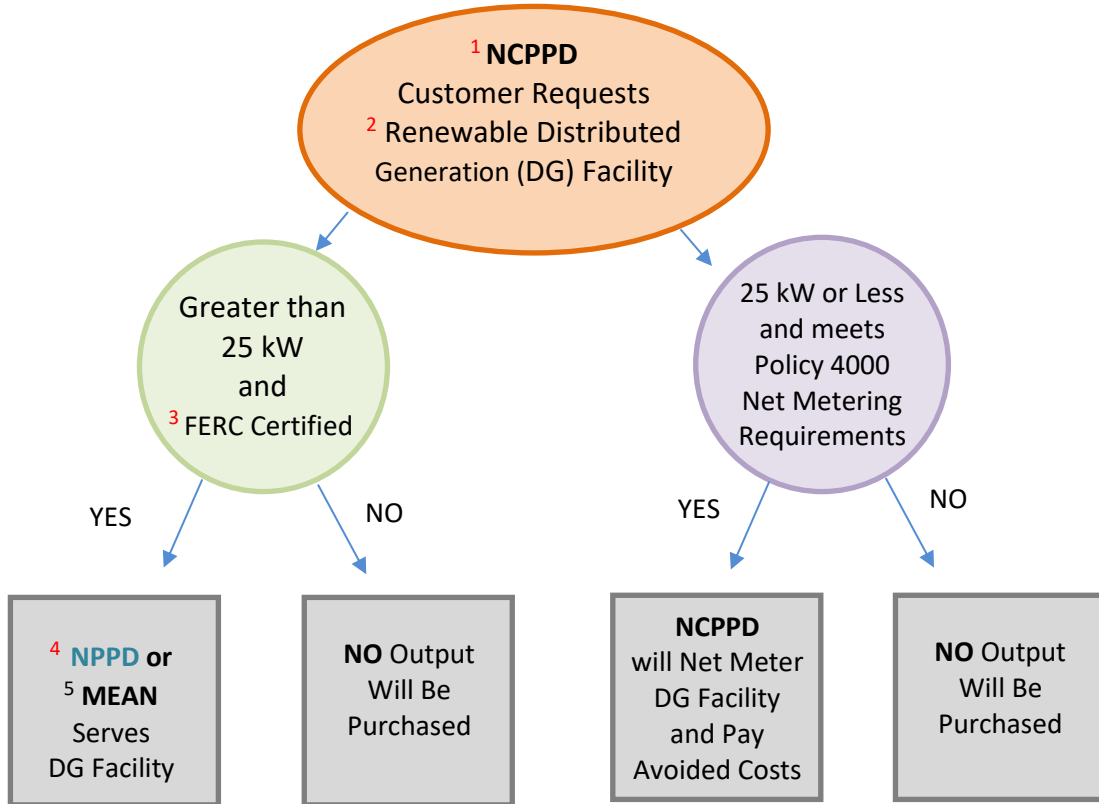 1 NCPPD
Customer Requests
2 Renewable Distributed
Generation (DG) Facility
Greater than
25 kW
and
3 FERC Certified
25 kW or Less
and meets
Policy 4000
Net Metering
Requirements
YES
NO
YES
NO
4 NPPD or
5 MEAN
Serves
DG Facility
NO Output
Will Be
Purchased
NCPPD
will Net Meter
DG Facility
and Pay
Avoided Costs
NO Output
Will Be
Purchased